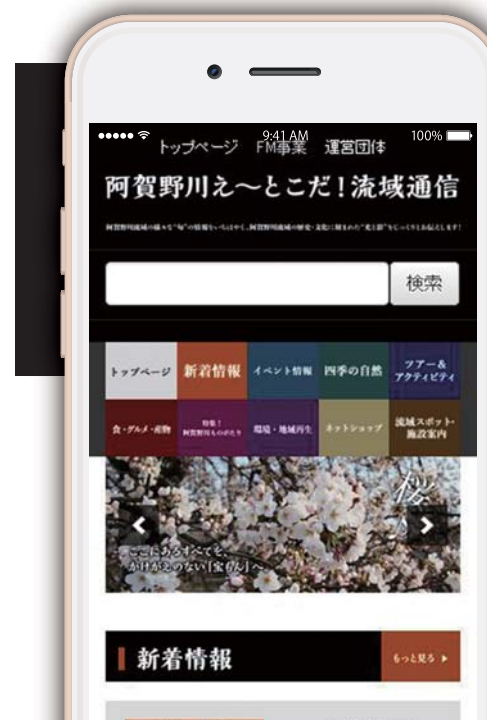 9:41 AM 100%
トップページ FM事業 運営団体
阿賀野川え〜とこだ!流域通信
検索
トップページ 新着情報 イベント情報 四季の自然 ツアー&
アクティビティ
食・グルメ・産物 特集!
阿賀野川ものがたり 環境・地域再生 ネットショップ 流域スポット・
施設案内
桜
ここにあるすべてを、
かけがえのない「宝もん」へ
新着情報 もっと見る